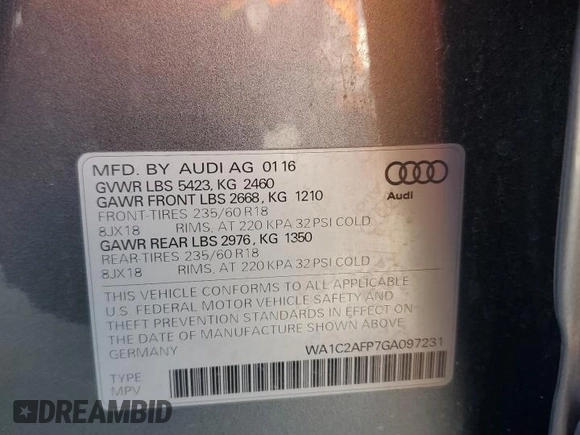 MFD. BY AUDI AG 01 16
GVWR LBS 5423, KG 2460
GAWR FRONT LBS 2668, KG 1210
FRONT-TIRES 235/60 R18
8JX18 RIMS, AT 220 KPA 32 PSI COLD
GAWR REAR LBS 2976, KG 1350
REAR-TIRES 235/60 R18
8JX18 RIMS, AT 220 KPA 32 PSI COLD
Audi
THIS VEHICLE CONFORMS TO ALL APPLICABLE
U.S. FEDERAL MOTOR VEHICLE SAFETY AND
THEFT PREVENTION STANDARDS IN EFFECT ON
THE DATE OF MANUFACTURE SHOWN ABOVE.
GERMANY WA1C2AFP7GA097231
TYPE
MPV
DREAMBID